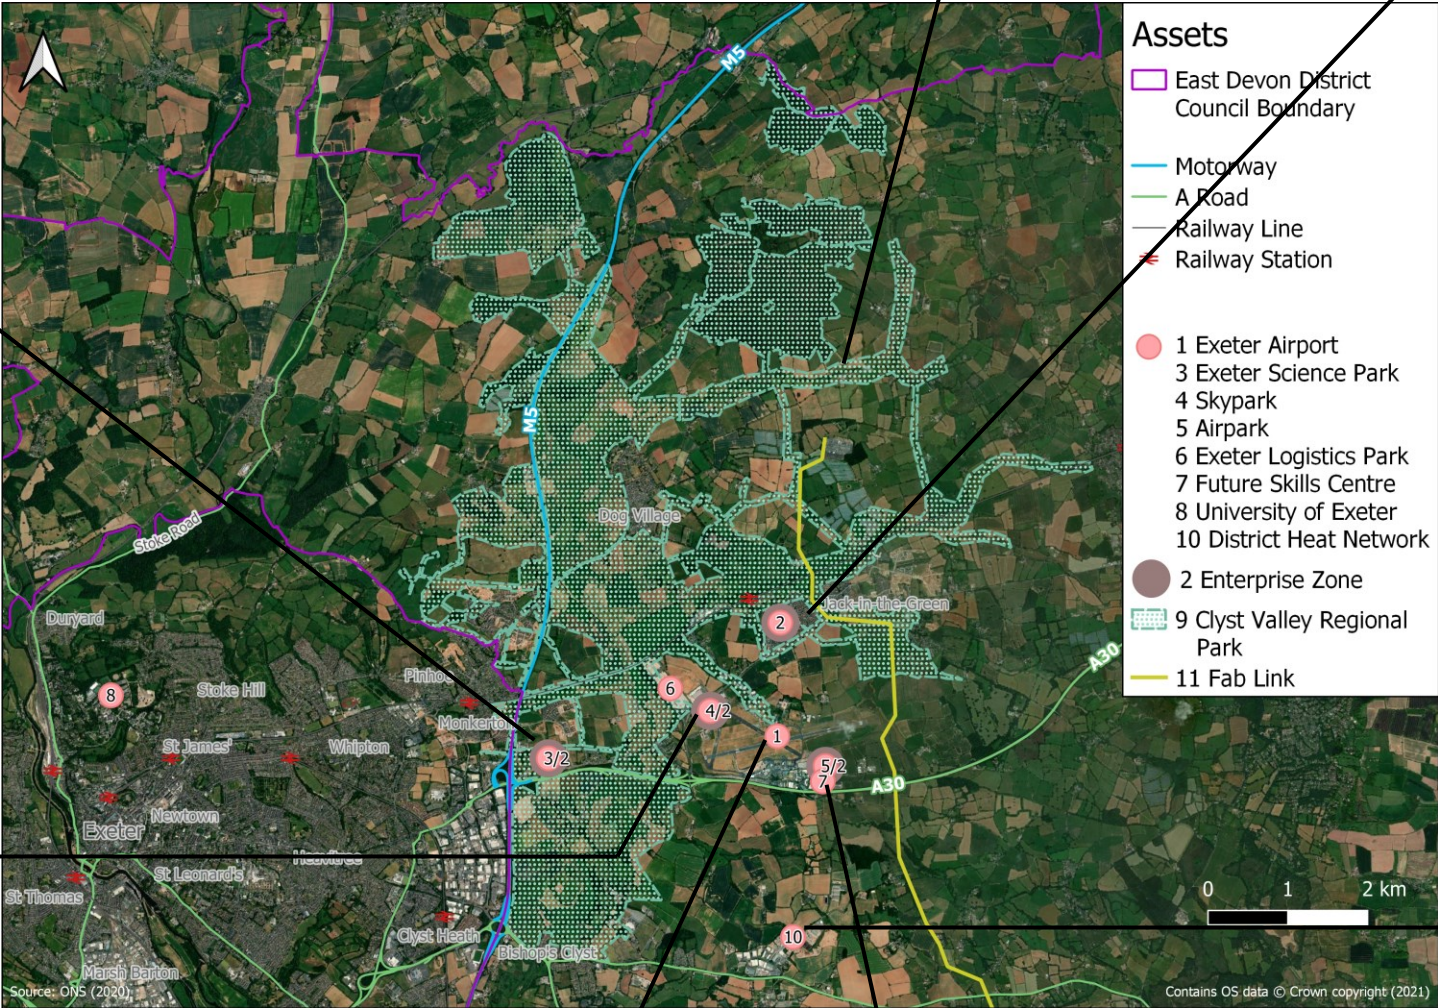 M5
Assets
East Devon District
Council Boundary
Motorway
A Road
Railway Line
Railway Station
1 Exeter Airport
3 Exeter Science Park
4 Skypark
5 Airpark
6 Exeter Logistics Park
7 Future Skills Centre
8 University of Exeter
10 District Heat Network
2 Enterprise Zone
9 Clyst Valley Regional
Park
11 Fab Link
M5
Stoke Road
Dog Village
Jack-in-the-Green
Duryard
2
A30
Pinhoe
Stoke Hill
8
6
4/2
Monkerton
1
St James'
Whipton
3/2
5/2
7
A30
Newtown
Exeter
Heavitree
St Leonard's
St Thomas
0 1 2 km
Clyst Heath
10
Bishop's Clyst
Marsh Barton
Source: ONS (2020)
Contains OS data © Crown copyright (2021)